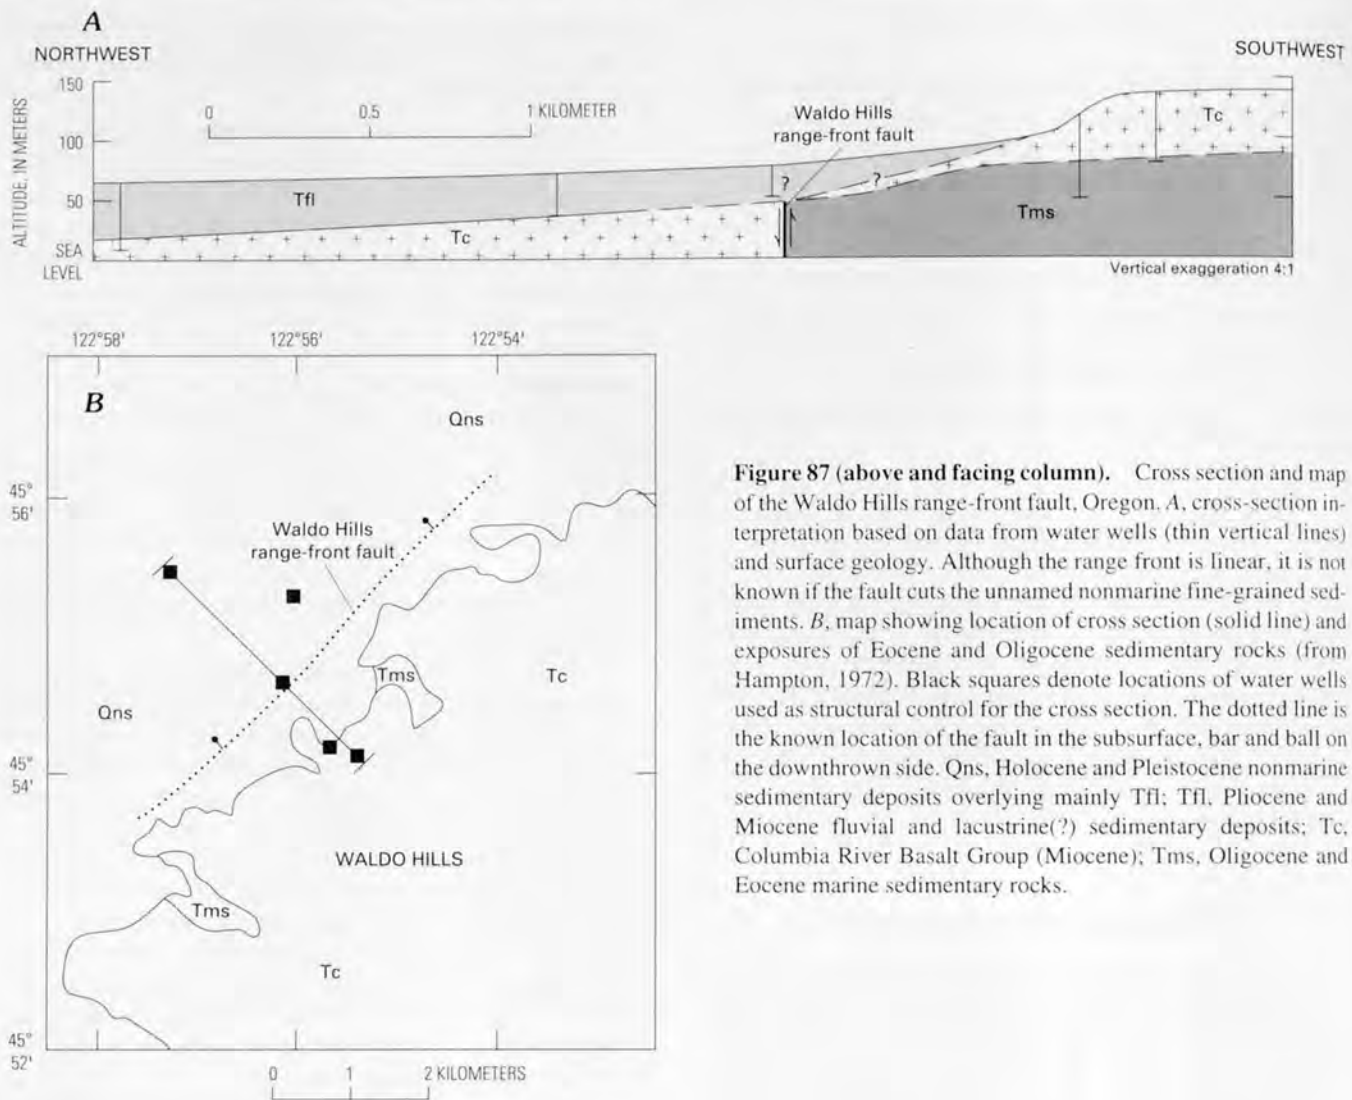 A
NORTHWEST
SOUTHWEST
150
100
50
SEA
LEVEL
ALTITUDE, IN METERS
0 0.5 1 KILOMETER
Waldo Hills
range-front fault
Tc
Tfl
?
?
Tc
Tms
Vertical exaggeration 4:1
122°58' 122°56' 122°54'
B
Qns
45°
56'
Waldo Hills
range-front fault
Tms
Tc
Qns
45°
54'
WALDO HILLS
Tms
Tc
45°
52'
0 1 2 KILOMETERS
Figure 87 (above and facing column). Cross section and map
of the Waldo Hills range-front fault, Oregon. A, cross-section in-
terpretation based on data from water wells (thin vertical lines)
and surface geology. Although the range front is linear, it is not
known if the fault cuts the unnamed nonmarine fine-grained sed-
iments. B, map showing location of cross section (solid line) and
exposures of Eocene and Oligocene sedimentary rocks (from
Hampton, 1972). Black squares denote locations of water wells
used as structural control for the cross section. The dotted line is
the known location of the fault in the subsurface, bar and ball on
the downthrown side. Qns, Holocene and Pleistocene nonmarine
sedimentary deposits overlying mainly Tfl; Tfl, Pliocene and
Miocene fluvial and lacustrine(?) sedimentary deposits; Tc,
Columbia River Basalt Group (Miocene); Tms, Oligocene and
Eocene marine sedimentary rocks.